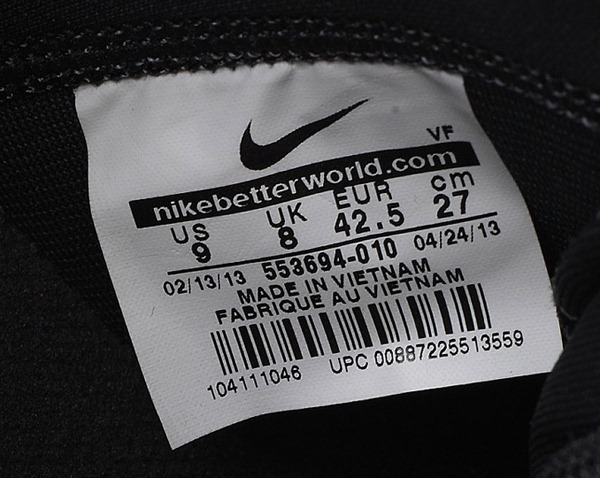 VF
nikebetterworld.com
US UK EUR cm
9 8 42.5 27
02/13/13 553694-010 04/24/13
MADE IN VIETNAM
FABRIQUE AU VIETNAM
104111046 UPC 00887225513559